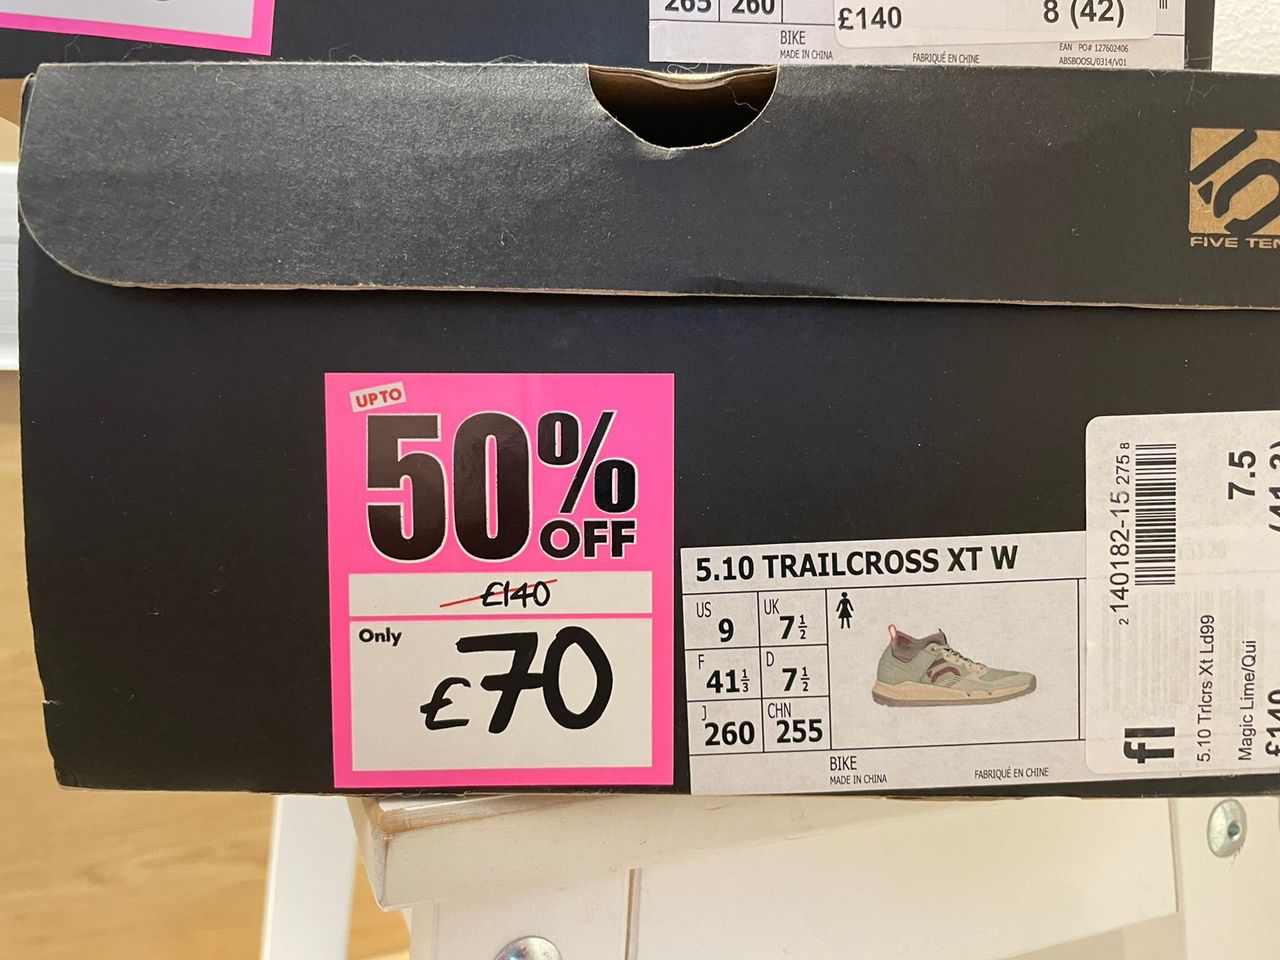 265 260
£140
8 (42)
BIKE
MADE IN CHINA
FABRIQUÉ EN CHINE
EAN PO# 127602406
ABSBOOSL/0314/V01
FIVE TEN
UP TO
50%
OFF
£140
Only
£70
5.10 TRAILCROSS XT W
US 9 UK 7½
F 41⅓ D 7½
J 260 CHN 255
BIKE
MADE IN CHINA
FABRIQUÉ EN CHINE
2 140182-15 275 8
fl
5.10 Trlcrs Xt Ld99
Magic Lime/Qui
7.5
£140